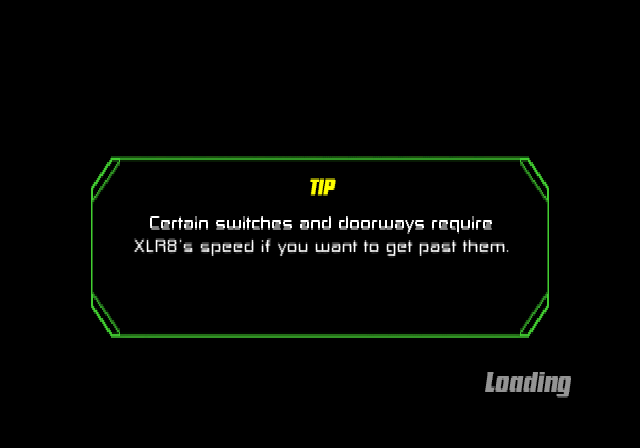 TIP
Certain switches and doorways require
XLR8's speed if you want to get past them.
Loading